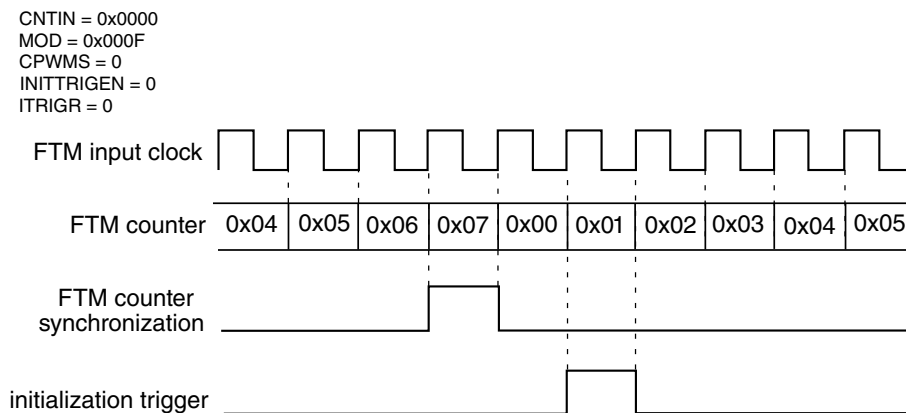 CNTIN = 0x0000
MOD = 0x000F
CPWMS = 0
INITTRIGEN = 0
ITRIGR = 0
FTM input clock
FTM counter 0x04 0x05 0x06 0x07 0x00 0x01 0x02 0x03 0x04 0x05
FTM counter
synchronization
initialization trigger